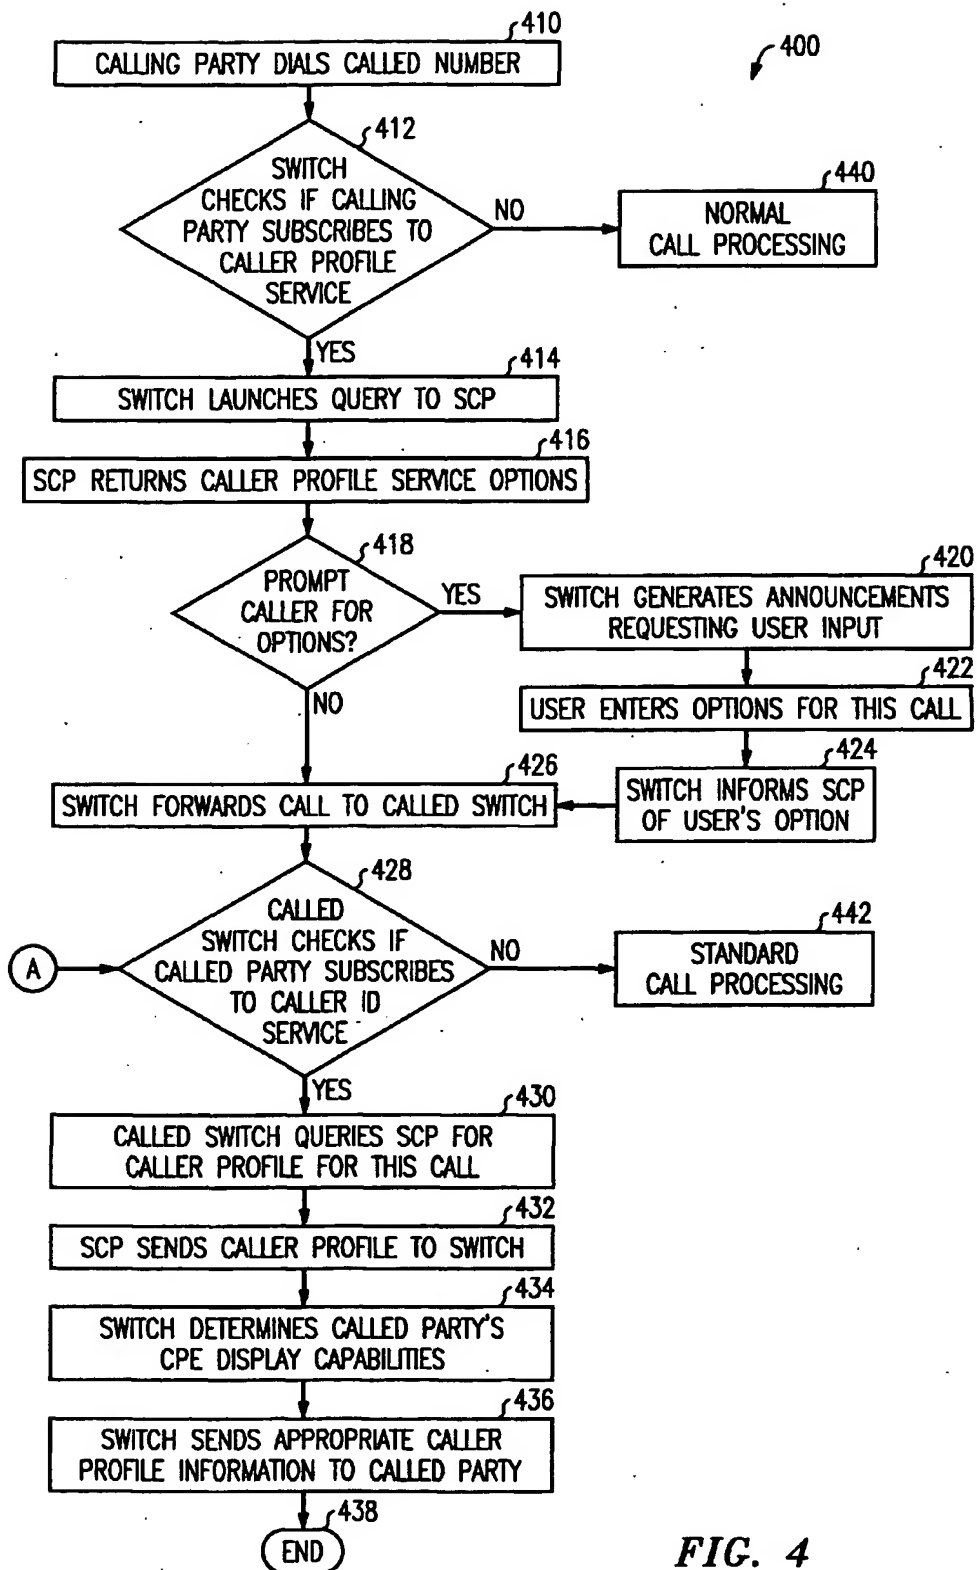 410
CALLING PARTY DIALS CALLED NUMBER
400
412
SWITCH
CHECKS IF CALLING
PARTY SUBSCRIBES TO
CALLER PROFILE
SERVICE
NO
440
NORMAL
CALL PROCESSING
YES
414
SWITCH LAUNCHES QUERY TO SCP
416
SCP RETURNS CALLER PROFILE SERVICE OPTIONS
418
PROMPT
CALLER FOR
OPTIONS?
YES
420
SWITCH GENERATES ANNOUNCEMENTS
REQUESTING USER INPUT
422
USER ENTERS OPTIONS FOR THIS CALL
NO
424
SWITCH INFORMS SCP
OF USER'S OPTION
426
SWITCH FORWARDS CALL TO CALLED SWITCH
428
CALLED
SWITCH CHECKS IF
CALLED PARTY SUBSCRIBES
TO CALLER ID
SERVICE
A
NO
442
STANDARD
CALL PROCESSING
YES
430
CALLED SWITCH QUERIES SCP FOR
CALLER PROFILE FOR THIS CALL
432
SCP SENDS CALLER PROFILE TO SWITCH
434
SWITCH DETERMINES CALLED PARTY'S
CPE DISPLAY CAPABILITIES
436
SWITCH SENDS APPROPRIATE CALLER
PROFILE INFORMATION TO CALLED PARTY
438
END
FIG. 4